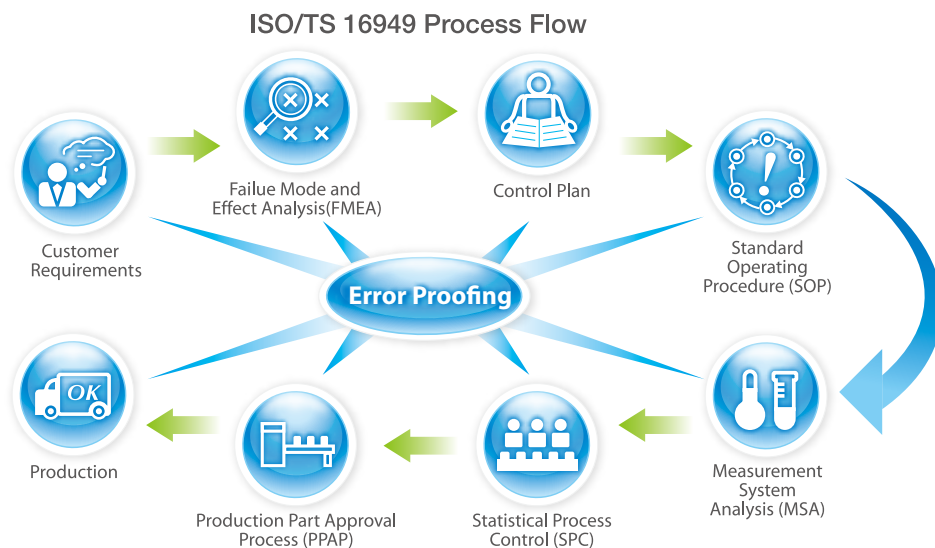 ISO/TS 16949 Process Flow
Failue Mode and
Effect Analysis(FMEA)
Control Plan
Customer
Requirements
Standard
Operating
Procedure (SOP)
Error Proofing
OK
Production
Measurement
System
Analysis (MSA)
Production Part Approval
Process (PPAP)
Statistical Process
Control (SPC)